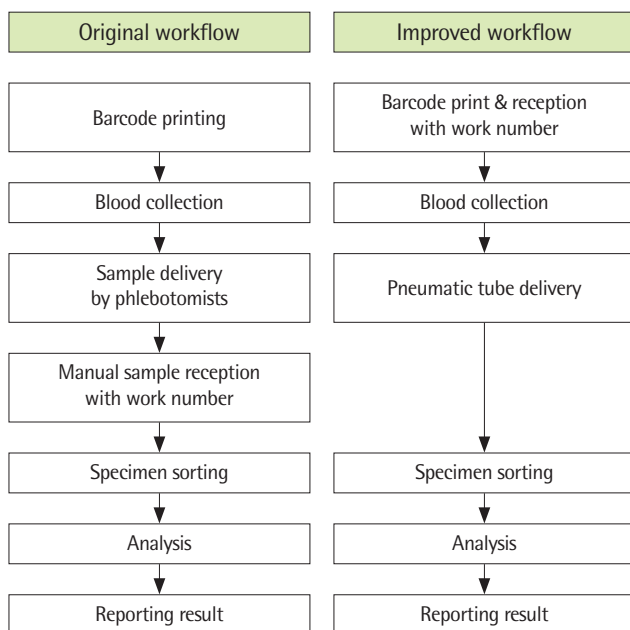 Original workflow
Barcode printing
Blood collection
Sample delivery
by phlebotomists
Manual sample reception
with work number
Specimen sorting
Analysis
Reporting result
Improved workflow
Barcode print & reception
with work number
Blood collection
Pneumatic tube delivery
Specimen sorting
Analysis
Reporting result